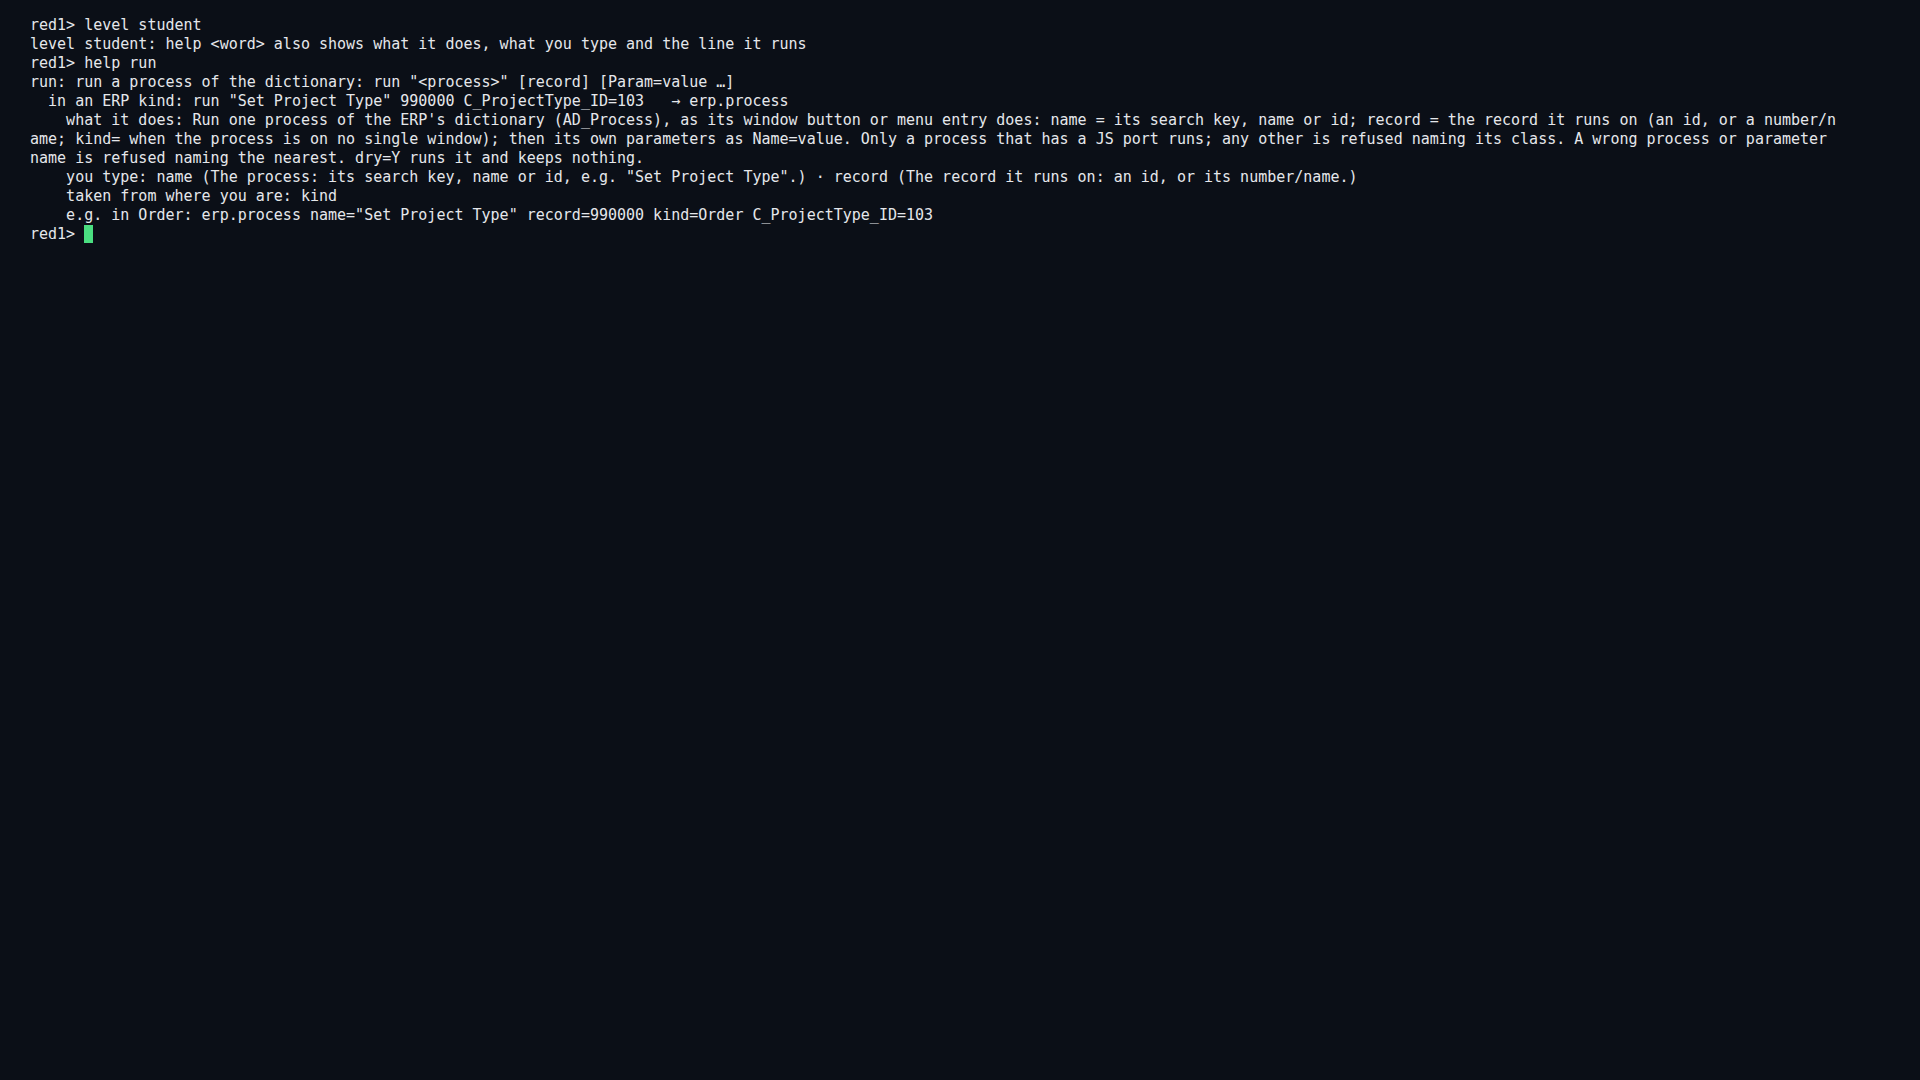 red1> level student
level student: help <word> also shows what it does, what you type and the line it runs
red1> help run
run: run a process of the dictionary: run "<process>" [record] [Param=value …]
  in an ERP kind: run "Set Project Type" 990000 C_ProjectType_ID=103   → erp.process
    what it does: Run one process of the ERP's dictionary (AD_Process), as its window button or menu entry does: name = its search key, name or id; record = the record it runs on (an id, or a number/n
ame; kind= when the process is on no single window); then its own parameters as Name=value. Only a process that has a JS port runs; any other is refused naming its class. A wrong process or parameter
name is refused naming the nearest. dry=Y runs it and keeps nothing.
    you type: name (The process: its search key, name or id, e.g. "Set Project Type".) · record (The record it runs on: an id, or its number/name.)
    taken from where you are: kind
    e.g. in Order: erp.process name="Set Project Type" record=990000 kind=Order C_ProjectType_ID=103
red1>